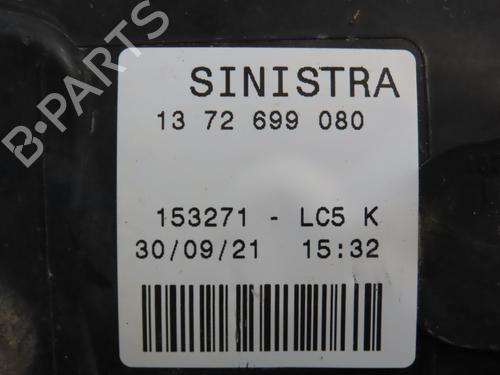 B-PARTS
SINISTRA
13 72 699 080
153271 - LC5 K
30/09/21 15:32